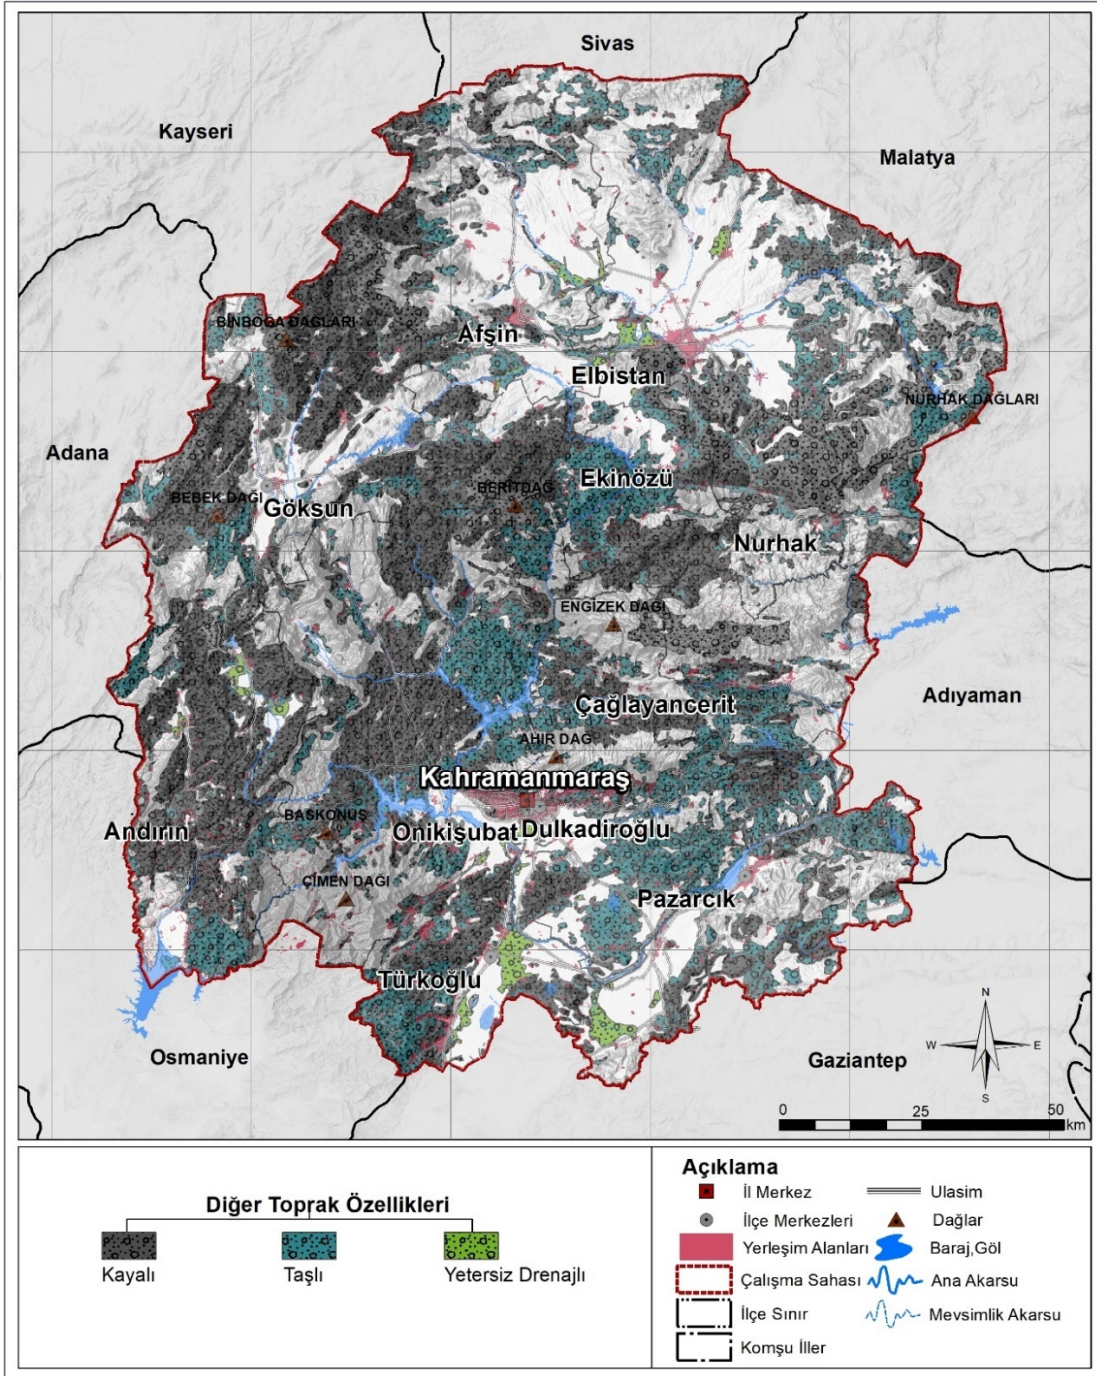 Sivas
Kayseri
Malatya
BİNBOĞA DAĞLARI
Afşin
Elbistan
NURHAK DAĞLARI
Adana
Ekinözü
BERİTDAĞ
BEBEK DAĞI
Göksun
Nurhak
ENGİZEK DAĞI
Adıyaman
Çağlayancerit
AHIR DAĞ
Kahramanmaraş
BAŞKONUŞ
Andırın
Onikişubat
Dulkadiroğlu
ÇİMEN DAĞI
Pazarcık
Türkoğlu
Osmaniye
Gaziantep
N
W
E
S
0 25 50
km
Diğer Toprak Özellikleri
Kayalı
Taşlı
Yetersiz Drenajlı
Açıklama
İl Merkez
Ulasim
İlçe Merkezleri
Dağlar
Yerleşim Alanları
Baraj,Göl
Çalışma Sahası
Ana Akarsu
İlçe Sınır
Mevsimlik Akarsu
Komşu İller